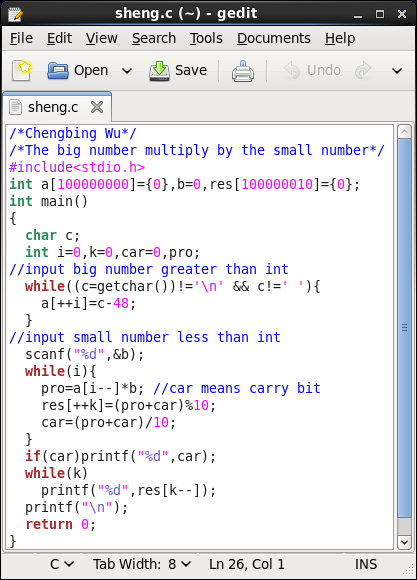 sheng.c (~) - gedit
File Edit View Search Tools Documents Help
Open Save Undo
sheng.c
/*Chengbing Wu*/
/*The big number multiply by the small number*/
#include<stdio.h>
int a[100000000]={0},b=0,res[100000010]={0};
int main()
{
  char c;
  int i=0,k=0,car=0,pro;
//input big number greater than int
  while((c=getchar())!='\n' && c!=' '){
    a[++i]=c-48;
  }
//input small number less than int
  scanf("%d",&b);
  while(i){
    pro=a[i--]*b; //car means carry bit
    res[++k]=(pro+car)%10;
    car=(pro+car)/10;
  }
  if(car)printf("%d",car);
  while(k)
    printf("%d",res[k--]);
  printf("\n");
  return 0;
}
C Tab Width: 8 Ln 26, Col 1 INS